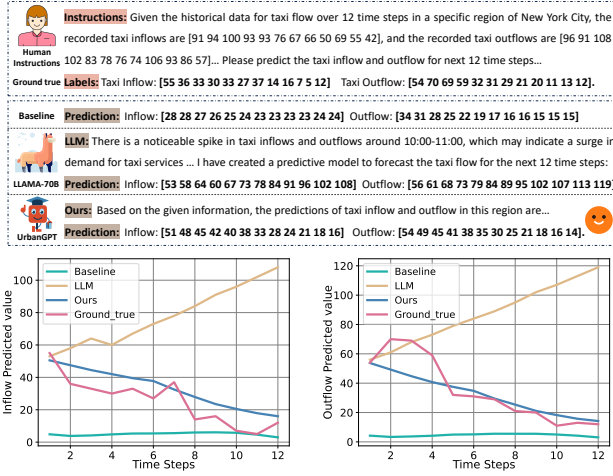 Instructions: Given the historical data for taxi flow over 12 time steps in a specific region of New York City, the
recorded taxi inflows are [91 94 100 93 93 76 67 66 50 69 55 42], and the recorded taxi outflows are [96 91 108
102 83 78 76 74 106 93 86 57]... Please predict the taxi inflow and outflow for next 12 time steps...
Human
Instructions
Ground true Labels: Taxi Inflow: [55 36 33 30 33 27 37 14 16 7 5 12] Taxi Outflow: [54 70 69 59 32 31 29 21 20 11 13 12].
Baseline Prediction: Inflow: [28 28 27 26 25 24 23 23 23 23 24 24] Outflow: [34 31 28 25 22 19 17 16 16 15 15 15]
LLM: There is a noticeable spike in taxi inflows and outflows around 10:00-11:00, which may indicate a surge in
demand for taxi services ... I have created a predictive model to forecast the taxi flow for the next 12 time steps:
LLAMA-70B Prediction: Inflow: [53 58 64 60 67 73 78 84 91 96 102 108] Outflow: [56 61 68 73 79 84 89 95 102 107 113 119]
Ours: Based on the given information, the predictions of taxi inflow and outflow in this region are...
UrbanGPT Prediction: Inflow: [51 48 45 42 40 38 33 28 24 21 18 16] Outflow: [54 49 45 41 38 35 30 25 21 18 16 14].
Inflow Predicted value
100
80
60
40
20
0
Baseline
LLM
Ours
Ground_true
2 4 6 8 10 12
Time Steps
Outflow Predicted value
120
100
80
60
40
20
0
Baseline
LLM
Ours
Ground_true
2 4 6 8 10 12
Time Steps